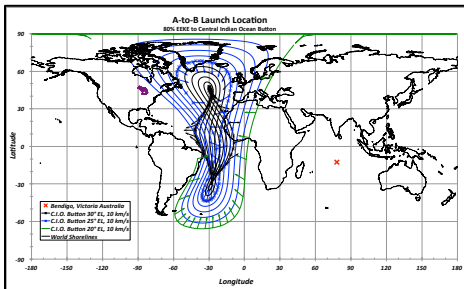 A-to-B Launch Location
80% EEKE to Central Indian Ocean Button
90
60
30
0
-30
-60
-90
Latitude
Bendigo, Victoria Australia
C.I.O. Button 30° EL, 10 km/s
C.I.O. Button 25° EL, 10 km/s
C.I.O. Button 20° EL, 10 km/s
World Shorelines
-180 -150 -120 -90 -60 -30 0 30 60 90 120 150 180
Longitude